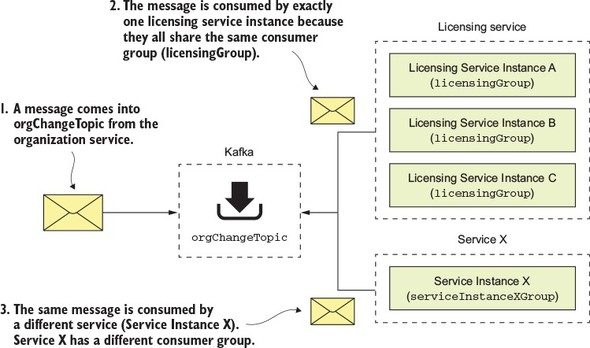 2. The message is consumed by exactly
one licensing service instance because
they all share the same consumer
group (licensingGroup).
1. A message comes into
orgChangeTopic from the
organization service.
Kafka
orgChangeTopic
Licensing service
Licensing Service Instance A
(licensingGroup)
Licensing Service Instance B
(licensingGroup)
Licensing Service Instance C
(licensingGroup)
Service X
Service Instance X
(serviceInstanceXGroup)
3. The same message is consumed by
a different service (Service Instance X).
Service X has a different consumer group.